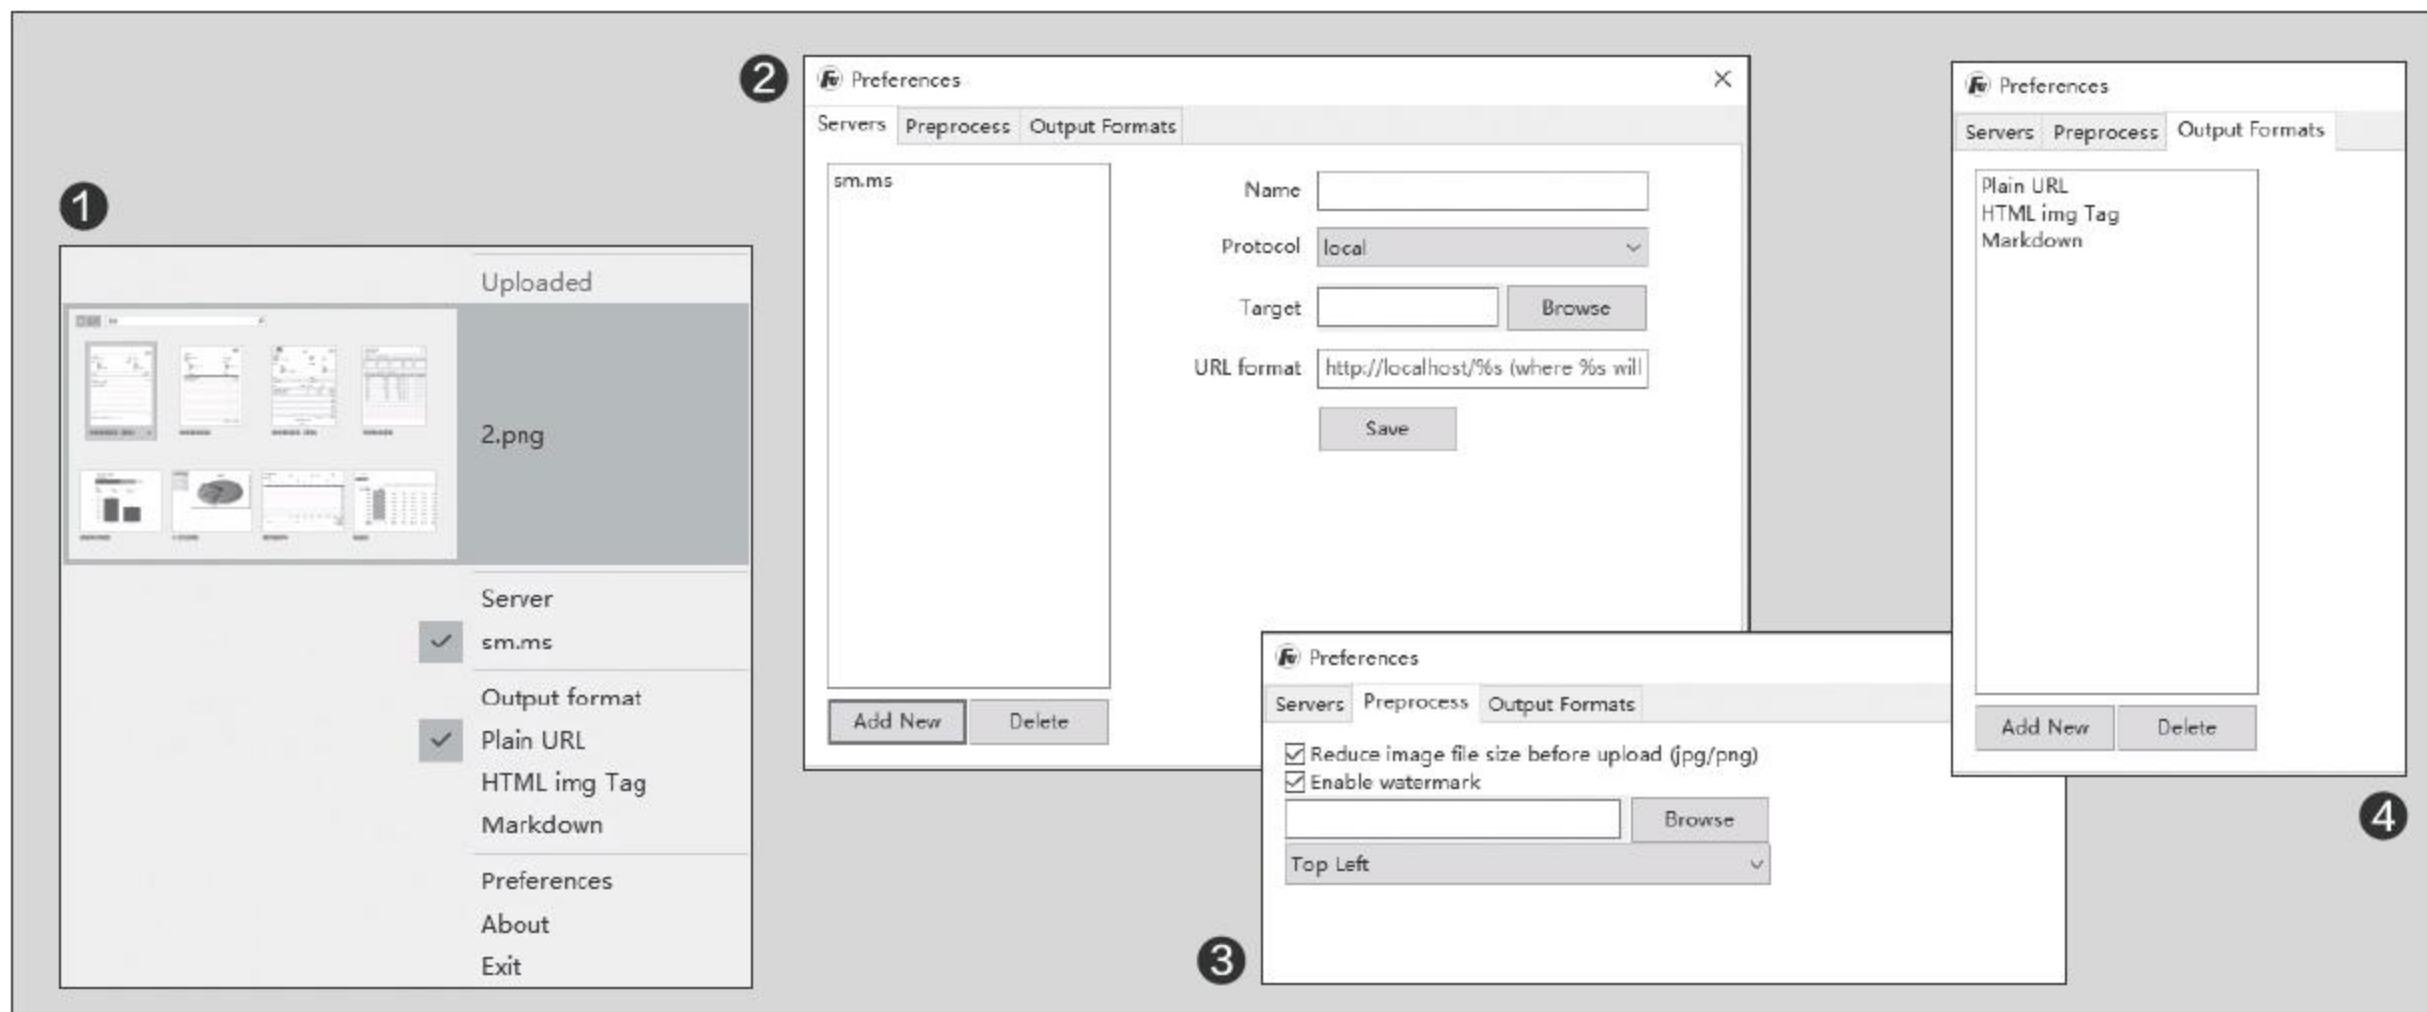 1
Uploaded
2.png
Server
sm.ms
Output format
Plain URL
HTML img Tag
Markdown
Preferences
About
Exit
2
Preferences
Servers Preprocess Output Formats
sm.ms
Name
Protocol local
Target Browse
URL format http://localhost/%s (where %s will
Save
Add New Delete
3
Preferences
Servers Preprocess Output Formats
Reduce image file size before upload (jpg/png)
Enable watermark
Browse
Top Left
4
Preferences
Servers Preprocess Output Formats
Plain URL
HTML img Tag
Markdown
Add New Delete